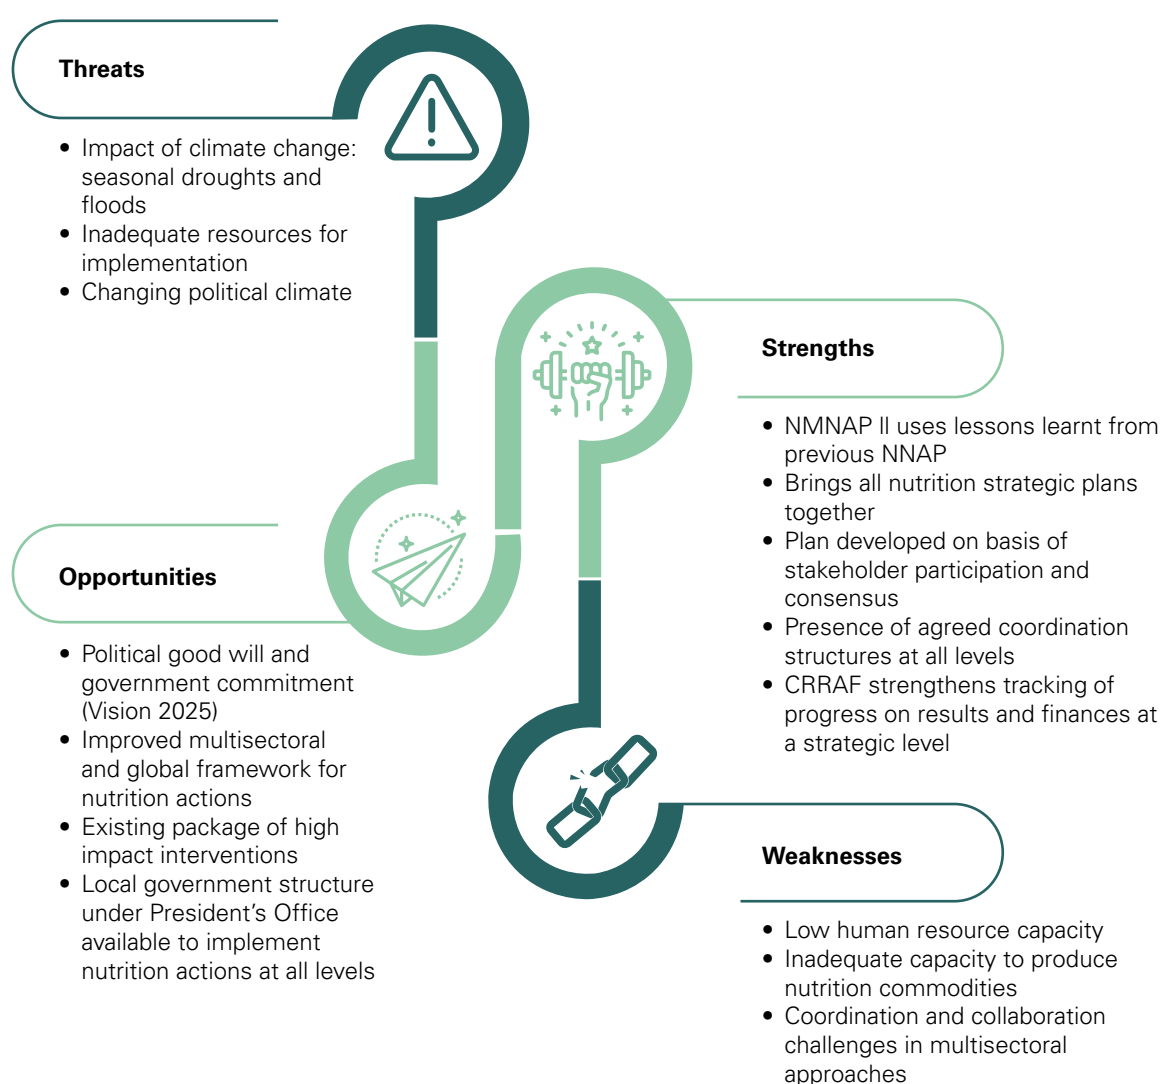 Threats
• Impact of climate change:
seasonal droughts and
floods
• Inadequate resources for
implementation
• Changing political climate
Strengths
• NMNAP II uses lessons learnt from
previous NNAP
• Brings all nutrition strategic plans
together
• Plan developed on basis of
stakeholder participation and
consensus
• Presence of agreed coordination
structures at all levels
• CRRAF strengthens tracking of
progress on results and finances at
a strategic level
Opportunities
• Political good will and
government commitment
(Vision 2025)
• Improved multisectoral
and global framework for
nutrition actions
• Existing package of high
impact interventions
• Local government structure
under President’s Office
available to implement
nutrition actions at all levels
Weaknesses
• Low human resource capacity
• Inadequate capacity to produce
nutrition commodities
• Coordination and collaboration
challenges in multisectoral
approaches